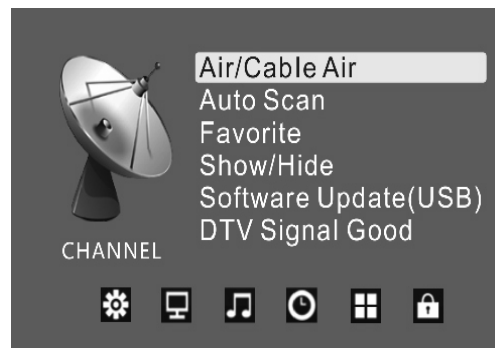 Air/Cable Air
Auto Scan
Favorite
Show/Hide
Software Update(USB)
DTV Signal Good
CHANNEL